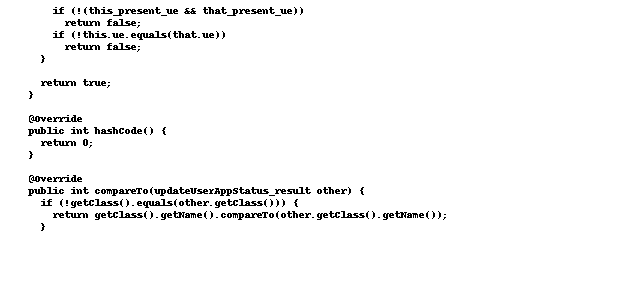 if (!(this_present_ue && that_present_ue))
return false;
if (!this.ue.equals(that.ue))
return false;
}
return true;
}
@Override
public int hashCode() {
return 0;
}
@Override
public int compareTo(updateUserAppStatus_result other) {
if (!getClass().equals(other.getClass())) {
return getClass().getName().compareTo(other.getClass().getName());
}